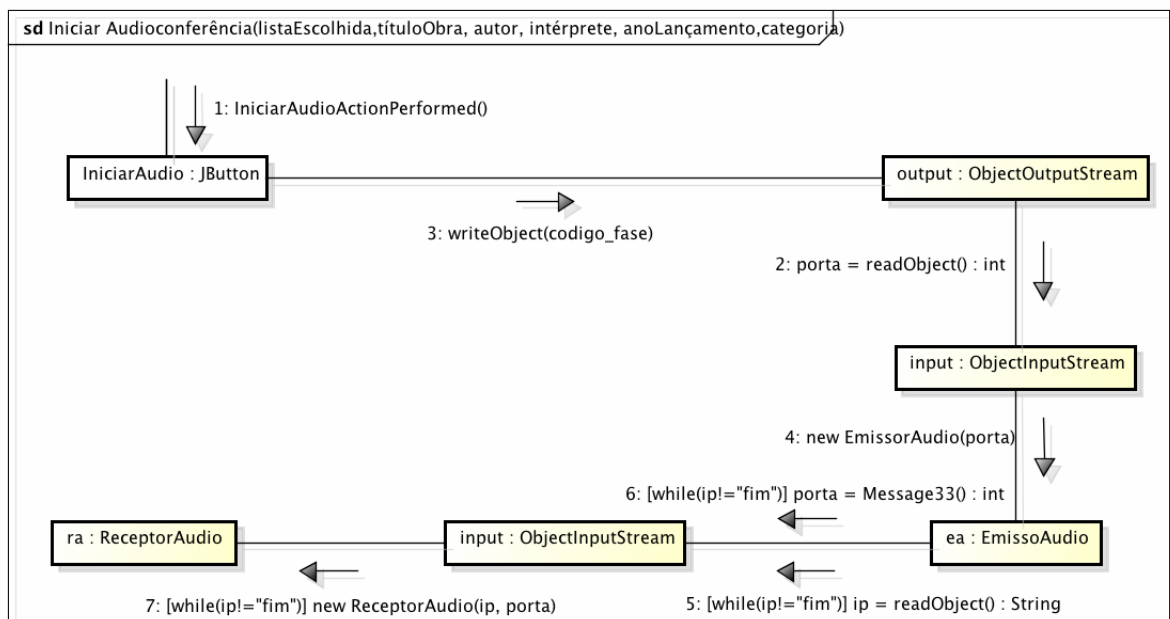 sd Iniciar Audioconferência(listaEscolhida,títuloObra, autor, intérprete, anoLançamento,categoria)
1: IniciarAudioActionPerformed()
IniciarAudio : JButton
output : ObjectOutputStream
3: writeObject(codigo_fase)
2: porta = readObject() : int
input : ObjectInputStream
4: new EmissorAudio(porta)
6: [while(ip!="fim")] porta = Message33() : int
ra : ReceptorAudio
input : ObjectInputStream
ea : EmissoAudio
7: [while(ip!="fim")] new ReceptorAudio(ip, porta)
5: [while(ip!="fim")] ip = readObject() : String